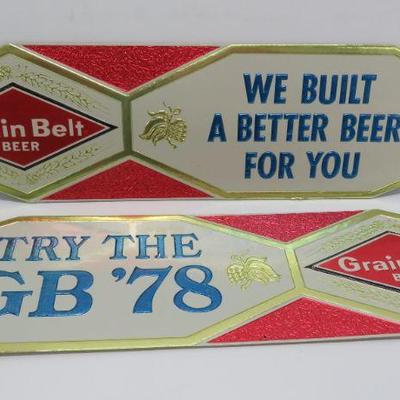 in Belt
BEER
WE BUILT
A BETTER BEER
FOR YOU
TRY THE
GB '78
Grai
B